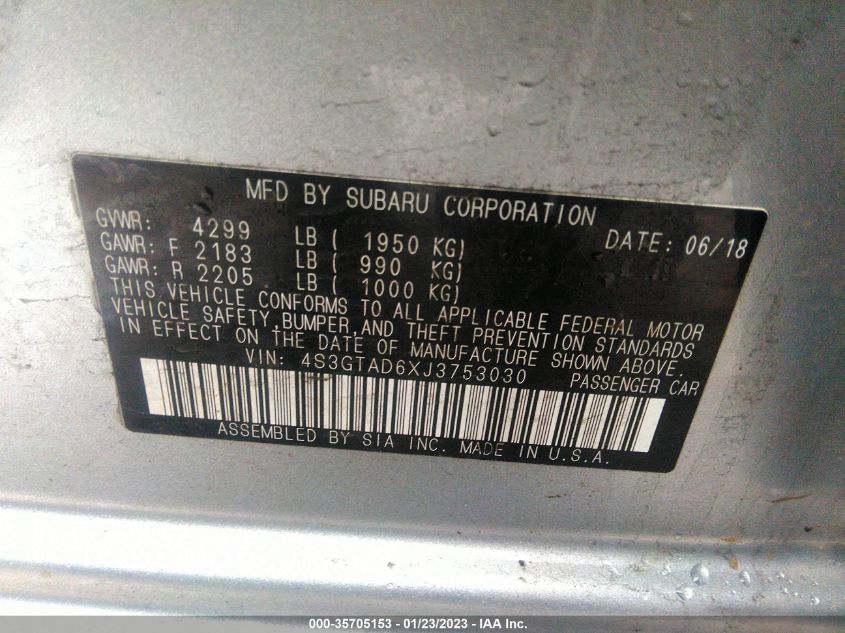 MFD BY SUBARU CORPORATION
GVWR: 4299 LB ( 1950 KG) DATE: 06/18
GAWR: F 2183 LB ( 990 KG)
GAWR: R 2205 LB ( 1000 KG)
THIS VEHICLE CONFORMS TO ALL APPLICABLE FEDERAL MOTOR
VEHICLE SAFETY, BUMPER, AND THEFT PREVENTION STANDARDS
IN EFFECT ON THE DATE OF MANUFACTURE SHOWN ABOVE.
VIN: 4S3GTAD6XJ3753030 PASSENGER CAR
ASSEMBLED BY SIA INC. MADE IN U.S.A.
000-35705153 - 01/23/2023 - IAA Inc.